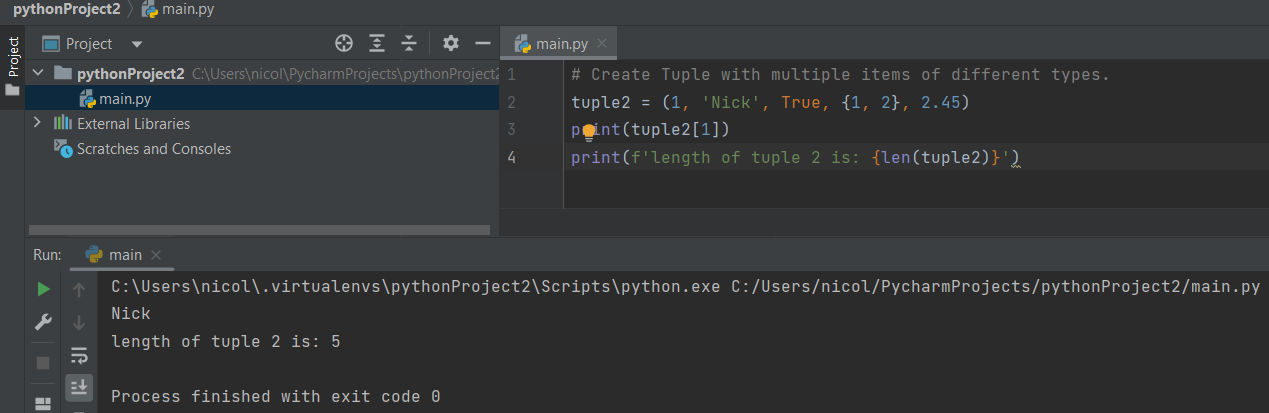 pythonProject2 main.py
Project
Project
main.py
pythonProject2 C:\Users\nicol\PycharmProjects\pythonProject2
main.py
External Libraries
Scratches and Consoles
1 # Create Tuple with multiple items of different types.
2 tuple2 = (1, 'Nick', True, {1, 2}, 2.45)
3 print(tuple2[1])
4 print(f'length of tuple 2 is: {len(tuple2)}')
Run: main
C:\Users\nicol\.virtualenvs\pythonProject2\Scripts\python.exe C:/Users/nicol/PycharmProjects/pythonProject2/main.py
Nick
length of tuple 2 is: 5
Process finished with exit code 0